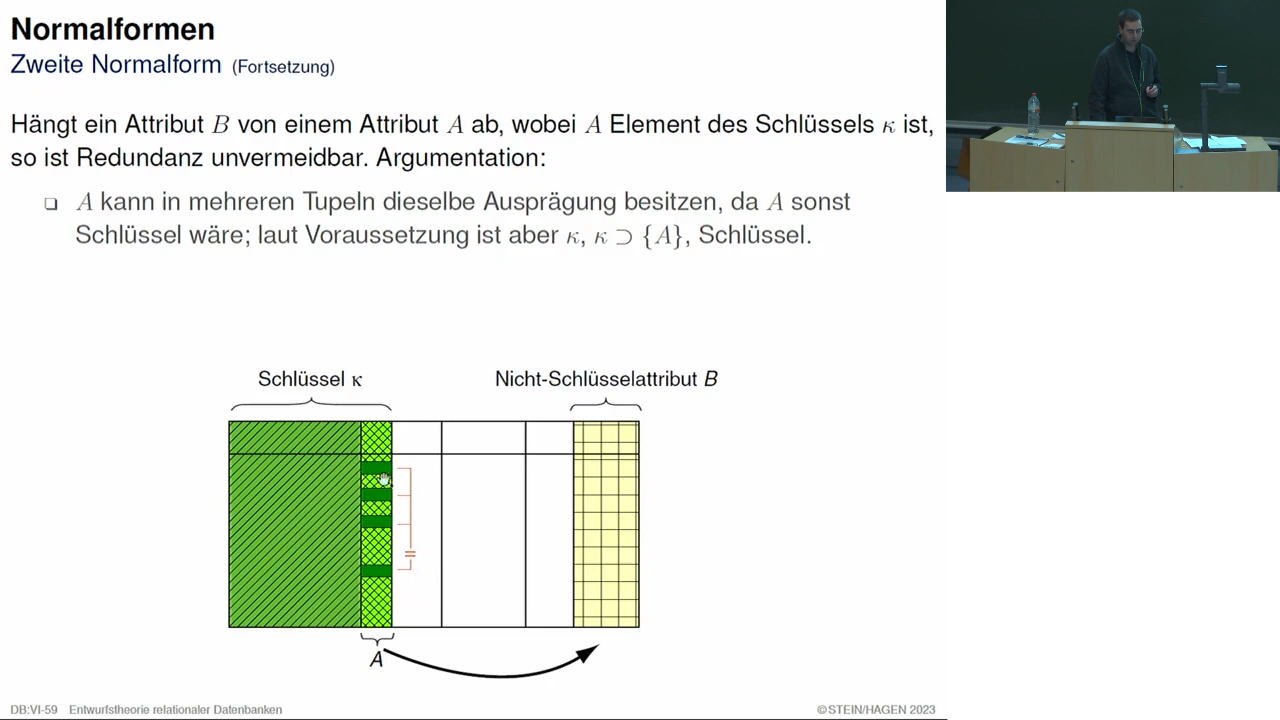 Normalformen
Zweite Normalform (Fortsetzung)
Hängt ein Attribut B von einem Attribut A ab, wobei A Element des Schlüssels κ ist,
so ist Redundanz unvermeidbar. Argumentation:
❑ A kann in mehreren Tupeln dieselbe Ausprägung besitzen, da A sonst
Schlüssel wäre; laut Voraussetzung ist aber κ, κ ⊃ {A}, Schlüssel.
Schlüssel κ
Nicht-Schlüsselattribut B
=
A
DB:VI-59 Entwurfstheorie relationaler Datenbanken
©STEIN/HAGEN 2023